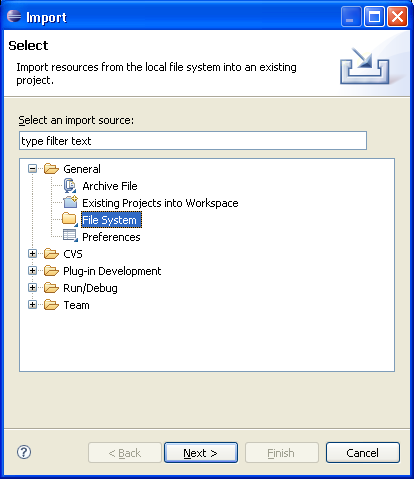 Import
Select
Import resources from the local file system into an existing
project.
Select an import source:
type filter text
General
Archive File
Existing Projects into Workspace
File System
Preferences
CVS
Plug-in Development
Run/Debug
Team
? < Back Next > Finish Cancel